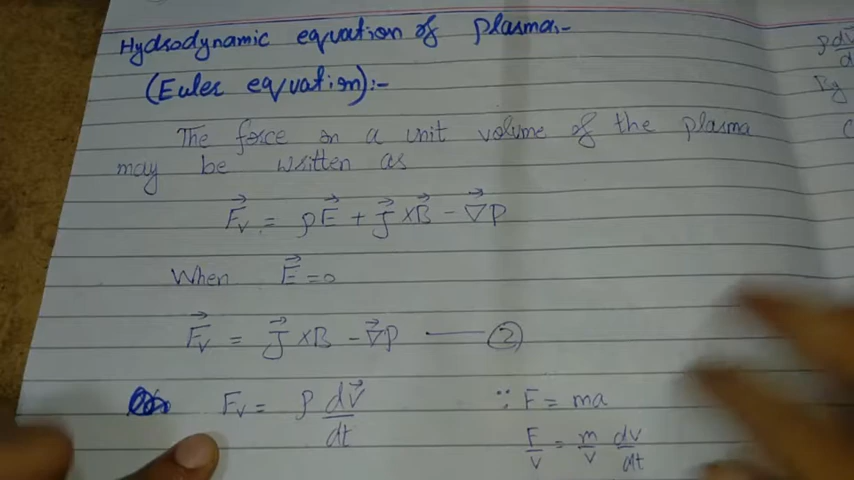 Hydrodynamic equation of plasma:-
(Euler equation):-
The force on a unit volume of the plasma
may be written as
F⃗ᵥ = ρE⃗ + J⃗ × B⃗ - ∇⃗P
When E⃗ = 0
F⃗ᵥ = J⃗ × B - ∇⃗P —— ②
Fᵥ = ρ dv⃗/dt ∵ F = ma
F/V = m/V dv/dt
ρdv⃗
d